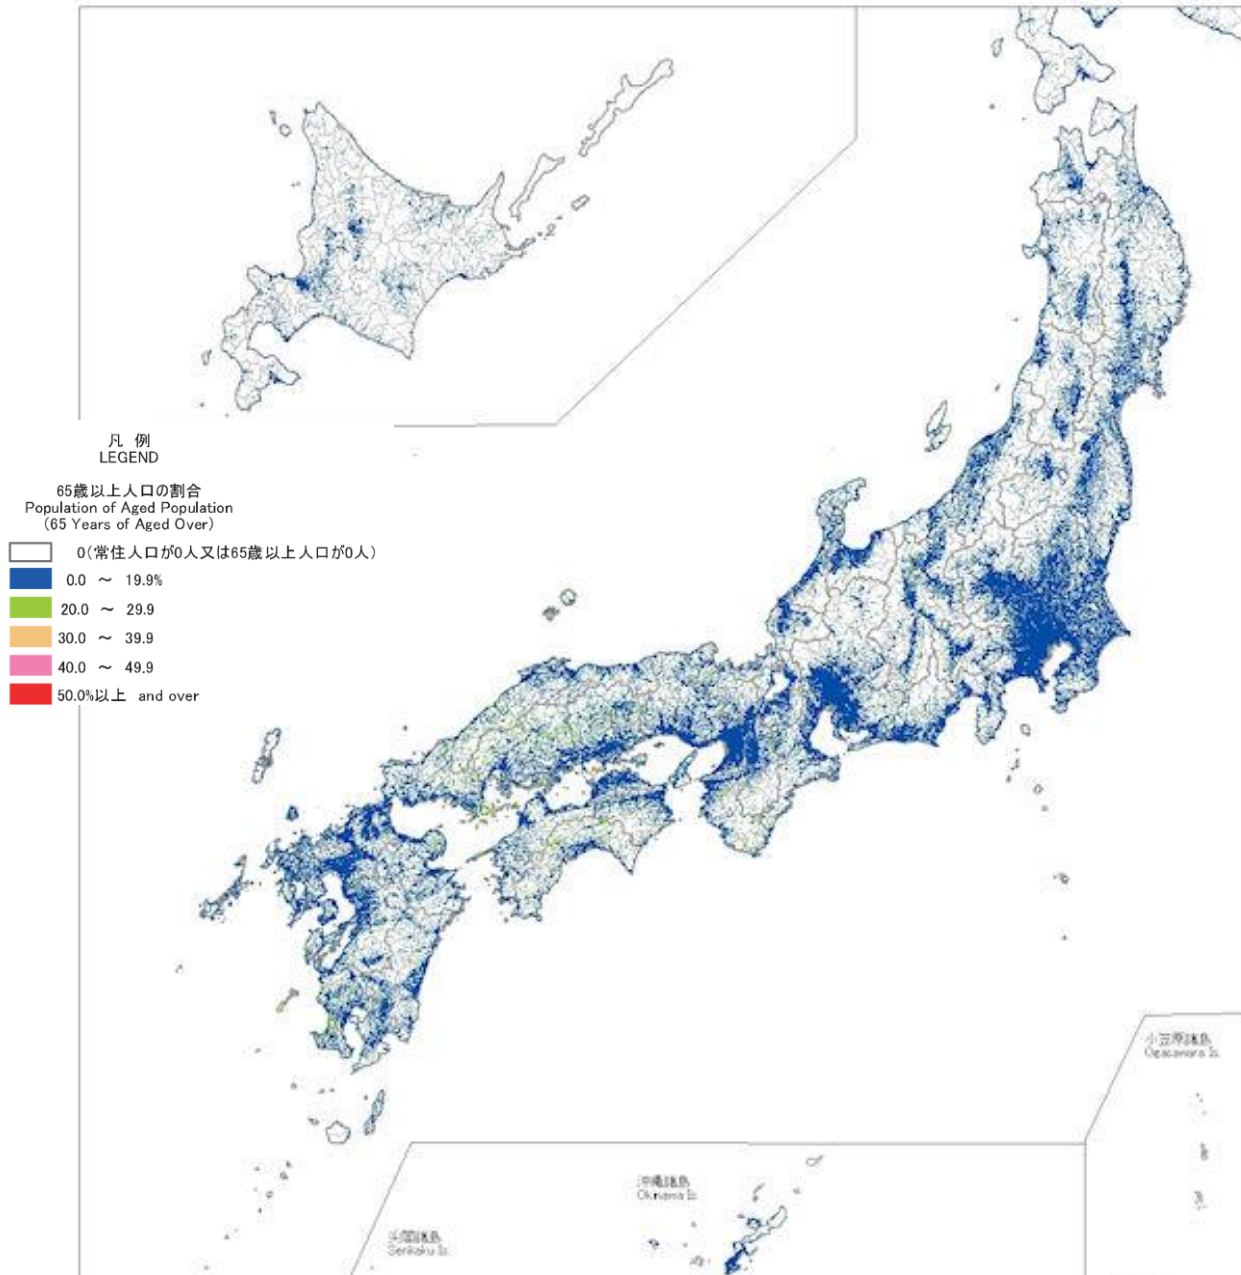 凡 例
LEGEND
65歳以上人口の割合
Population of Aged Population
(65 Years of Aged Over)
0(常住人口が0人又は65歳以上人口が0人)
0.0 ～ 19.9%
20.0 ～ 29.9
30.0 ～ 39.9
40.0 ～ 49.9
50.0%以上 and over
小笠原諸島
Ogasawara Is.
沖縄諸島
Okinawa Is.
尖閣諸島
Senkaku Is.